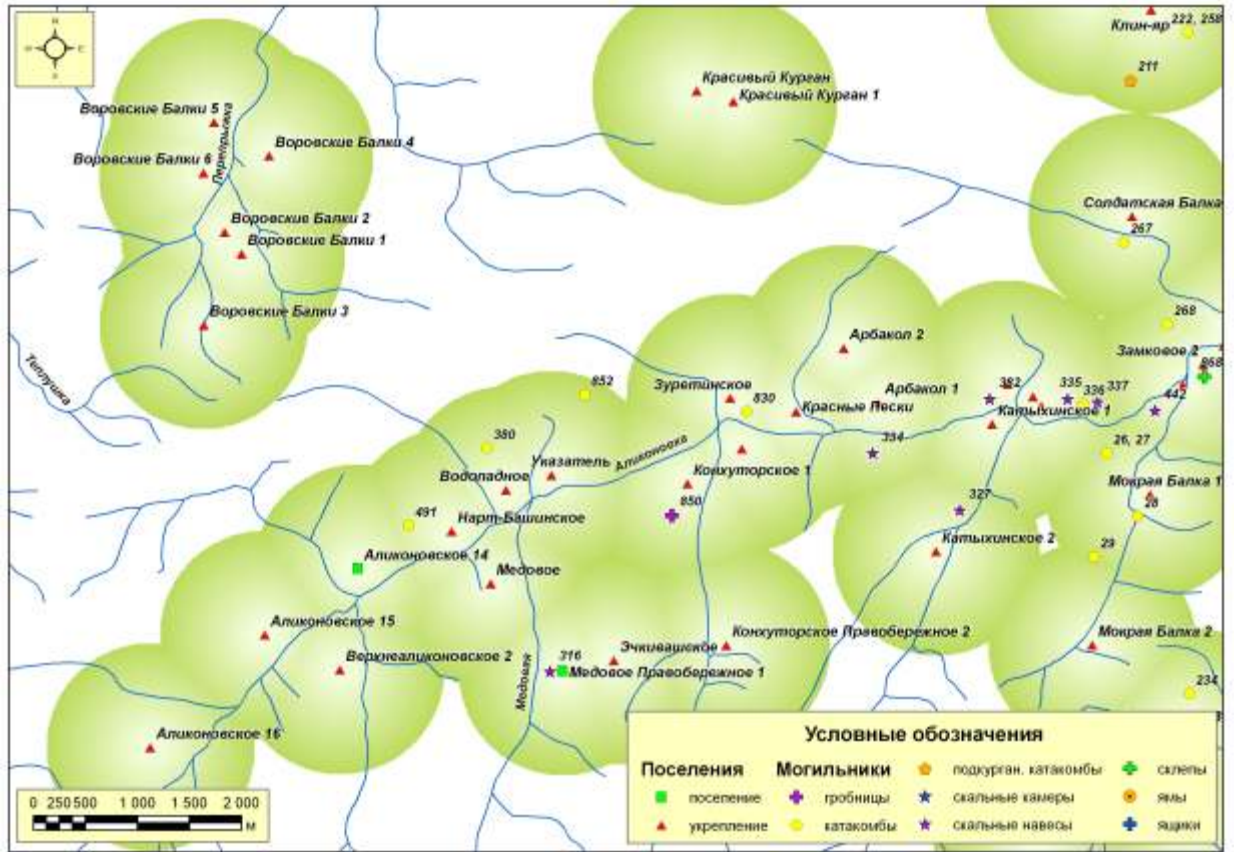 Клин-яр
222, 258
211
Красивый Курган
Красивый Курган 1
Воровские Балки 5
Воровские Балки 4
Воровские Балки 6
Перепрыжка
Воровские Балки 2
Воровские Балки 1
Воровские Балки 3
Солдатская Балка
267
268
Теплушка
Замковое 2
868
Арбакол 2
852
Зуретинское
830
Арбакол 1
Красные Пески
382
335
336
337
442
Катыхинское 1
334
380
Указатель
Аликоновка
Водопадное
Конхуторское 1
850
26, 27
Мокрая Балка 1
28
491
Нарт-Башинское
327
Катыхинское 2
29
Аликоновское 14
Медовое
Аликоновское 15
Верхнеаликоновское 2
316
Эчкивашское
Конхуторское Правобережное 2
Мокрая Балка 2
Медовое Правобережное 1
Медовая
234
Аликоновское 16
0 250 500 1 000 1 500 2 000
м
Условные обозначения
Поселения
поселение
укрепление
Могильники
гробницы
катакомбы
подкурган. катакомбы
скальные камеры
скальные навесы
склепы
ямы
ящики